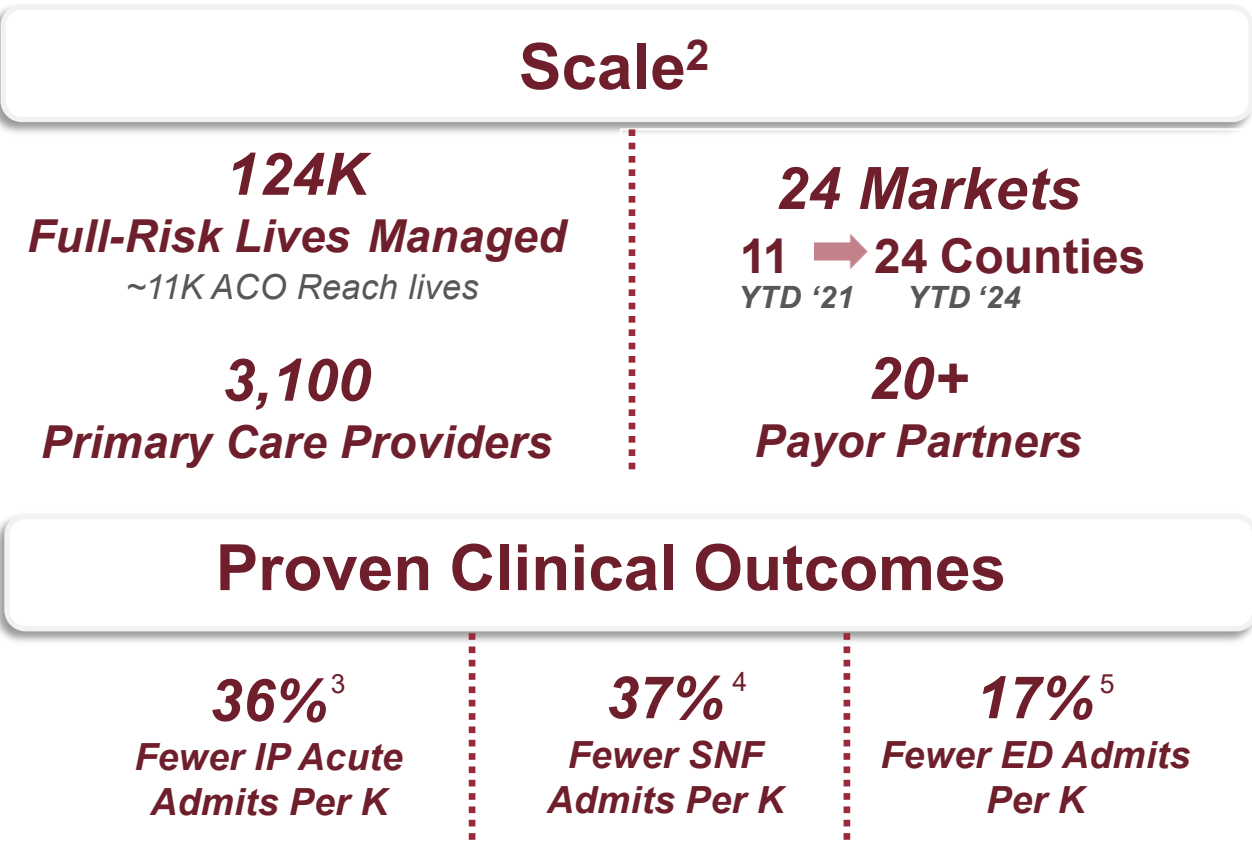 Scale²
124K
Full-Risk Lives Managed
~11K ACO Reach lives
24 Markets
11 24 Counties
YTD ‘21 YTD ‘24
3,100
Primary Care Providers
20+
Payor Partners
Proven Clinical Outcomes
36%³
Fewer IP Acute
Admits Per K
37%⁴
Fewer SNF
Admits Per K
17%⁵
Fewer ED Admits
Per K